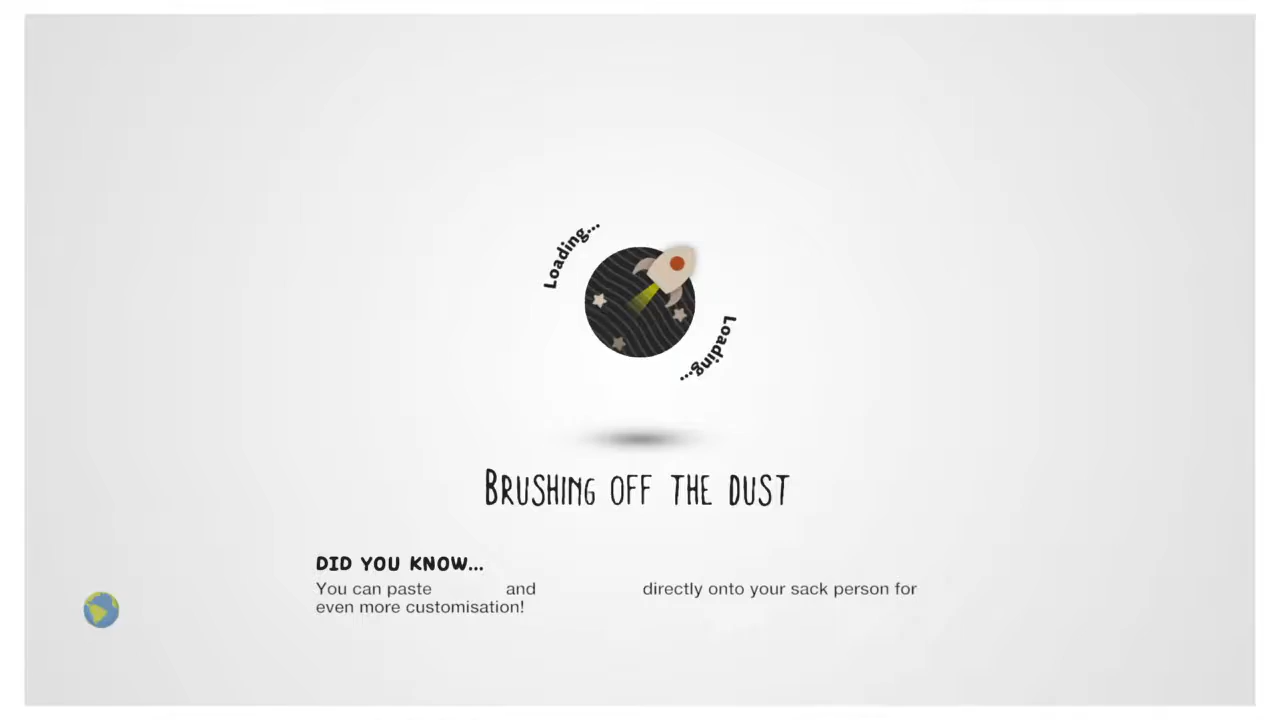 Loading...
Loading...
BRUSHING OFF THE DUST
DID YOU KNOW...
You can paste and directly onto your sack person for
even more customisation!